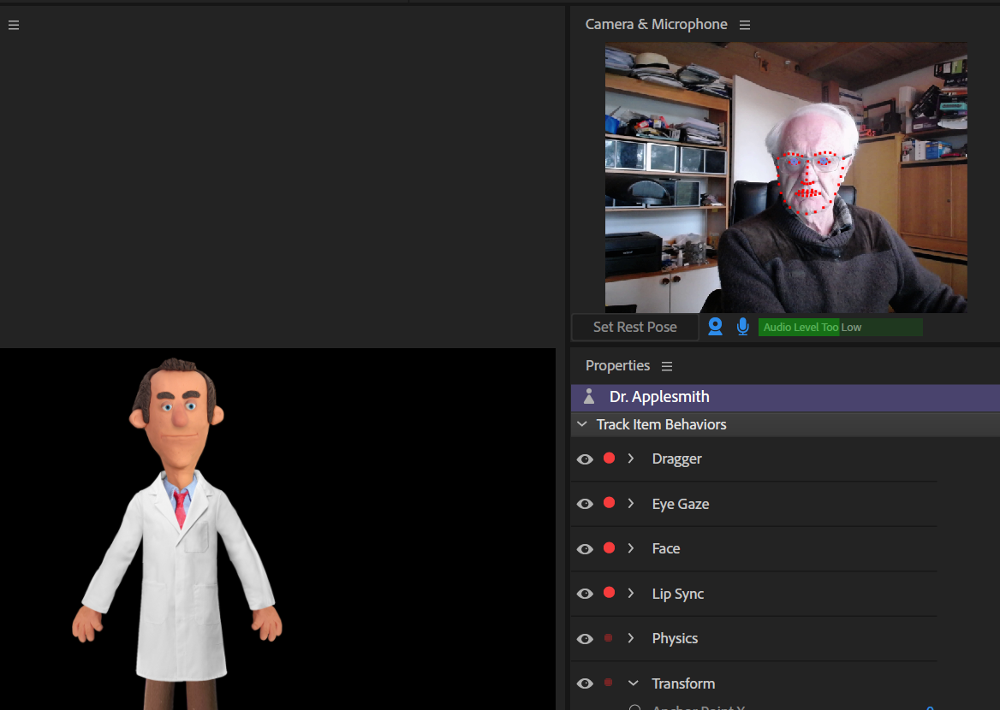 Camera & Microphone
Set Rest Pose
Audio Level Too Low
Properties
Dr. Applesmith
Track Item Behaviors
Dragger
Eye Gaze
Face
Lip Sync
Physics
Transform